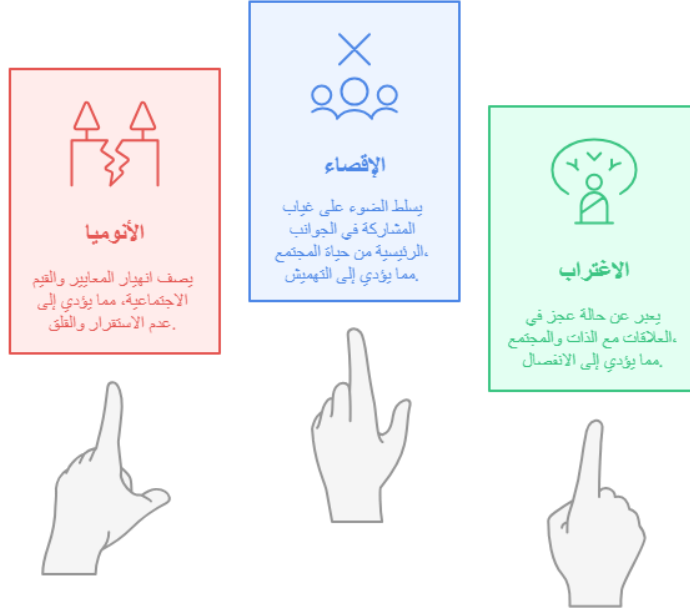 الأنوميا
يصف انهيار المعايير والقيم
الاجتماعية، مما يؤدي إلى
عدم الاستقرار والقلق.
الإقصاء
يسلط الضوء على غياب
المشاركة في الجوانب
الرئيسية من حياة المجتمع،
مما يؤدي إلى التهميش.
الاغتراب
يعبر عن حالة عجز في
العلاقات مع الذات والمجتمع،
مما يؤدي إلى الانفصال.